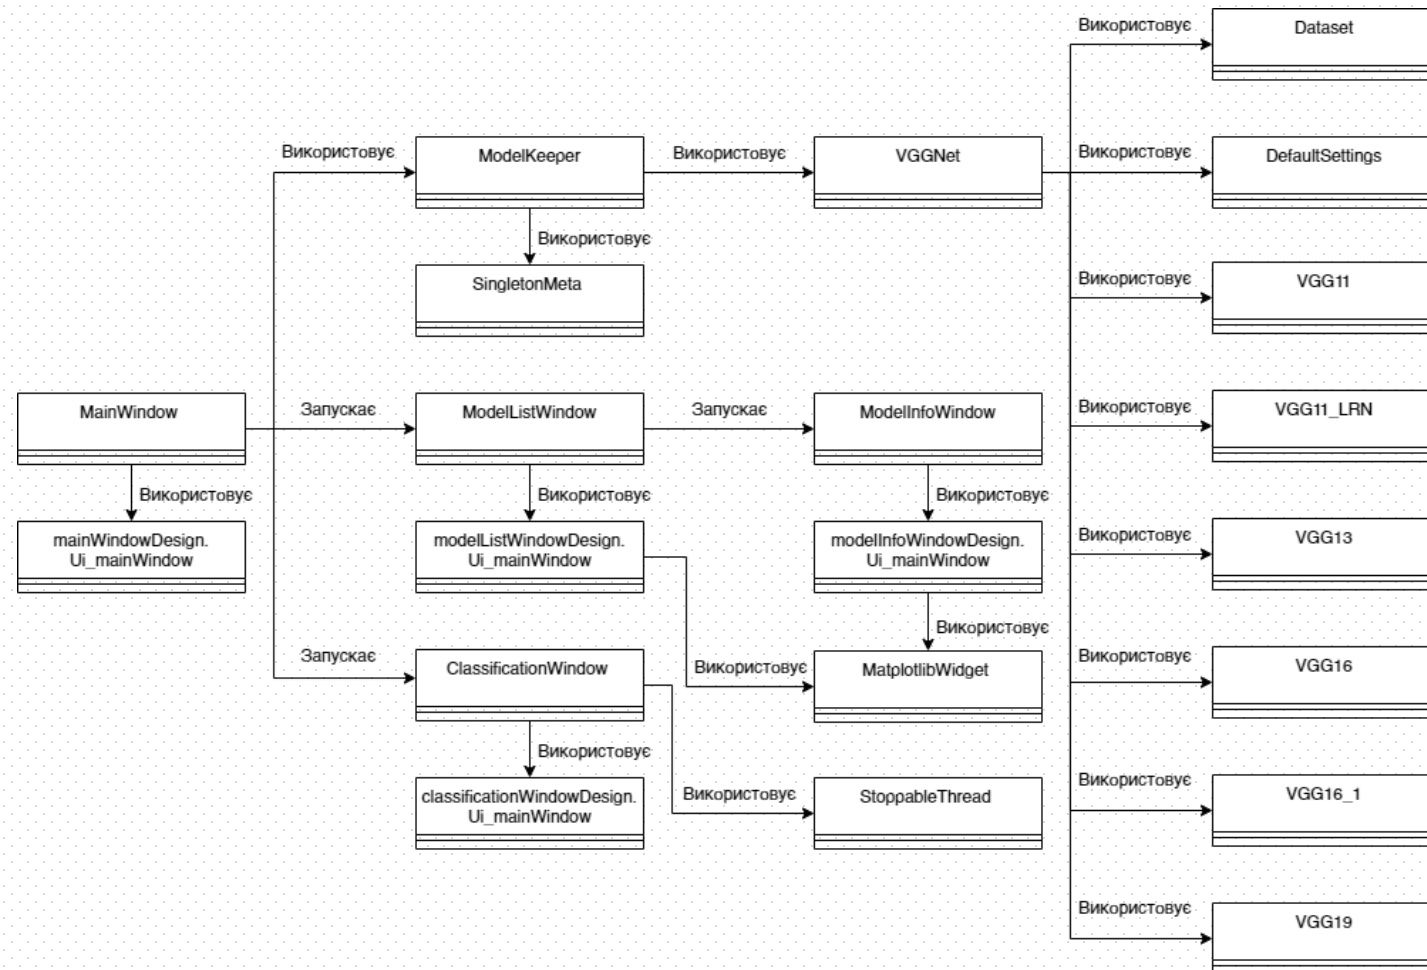 Використовує
Dataset
Використовує
ModelKeeper
Використовує
VGGNet
Використовує
DefaultSettings
Використовує
SingletonMeta
Використовує
VGG11
MainWindow
Запускає
ModelListWindow
Запускає
ModelInfoWindow
Використовує
VGG11_LRN
Використовує
Використовує
Використовує
mainWindowDesign.
Ui_mainWindow
modelListWindowDesign.
Ui_mainWindow
modelInfoWindowDesign.
Ui_mainWindow
Використовує
VGG13
Використовує
Запускає
ClassificationWindow
Використовує
MatplotlibWidget
Використовує
VGG16
Використовує
classificationWindowDesign.
Ui_mainWindow
Використовує
StoppableThread
Використовує
VGG16_1
Використовує
VGG19